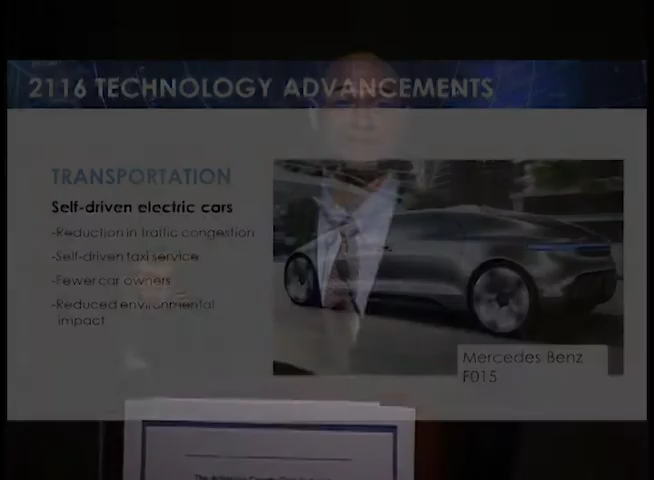 2116 TECHNOLOGY ADVANCEMENTS
TRANSPORTATION
Self-driven electric cars
-Reduction in traffic congestion
-Self-driven taxi service
-Fewer car owners
-Reduced environmental
impact
Mercedes Benz
F015